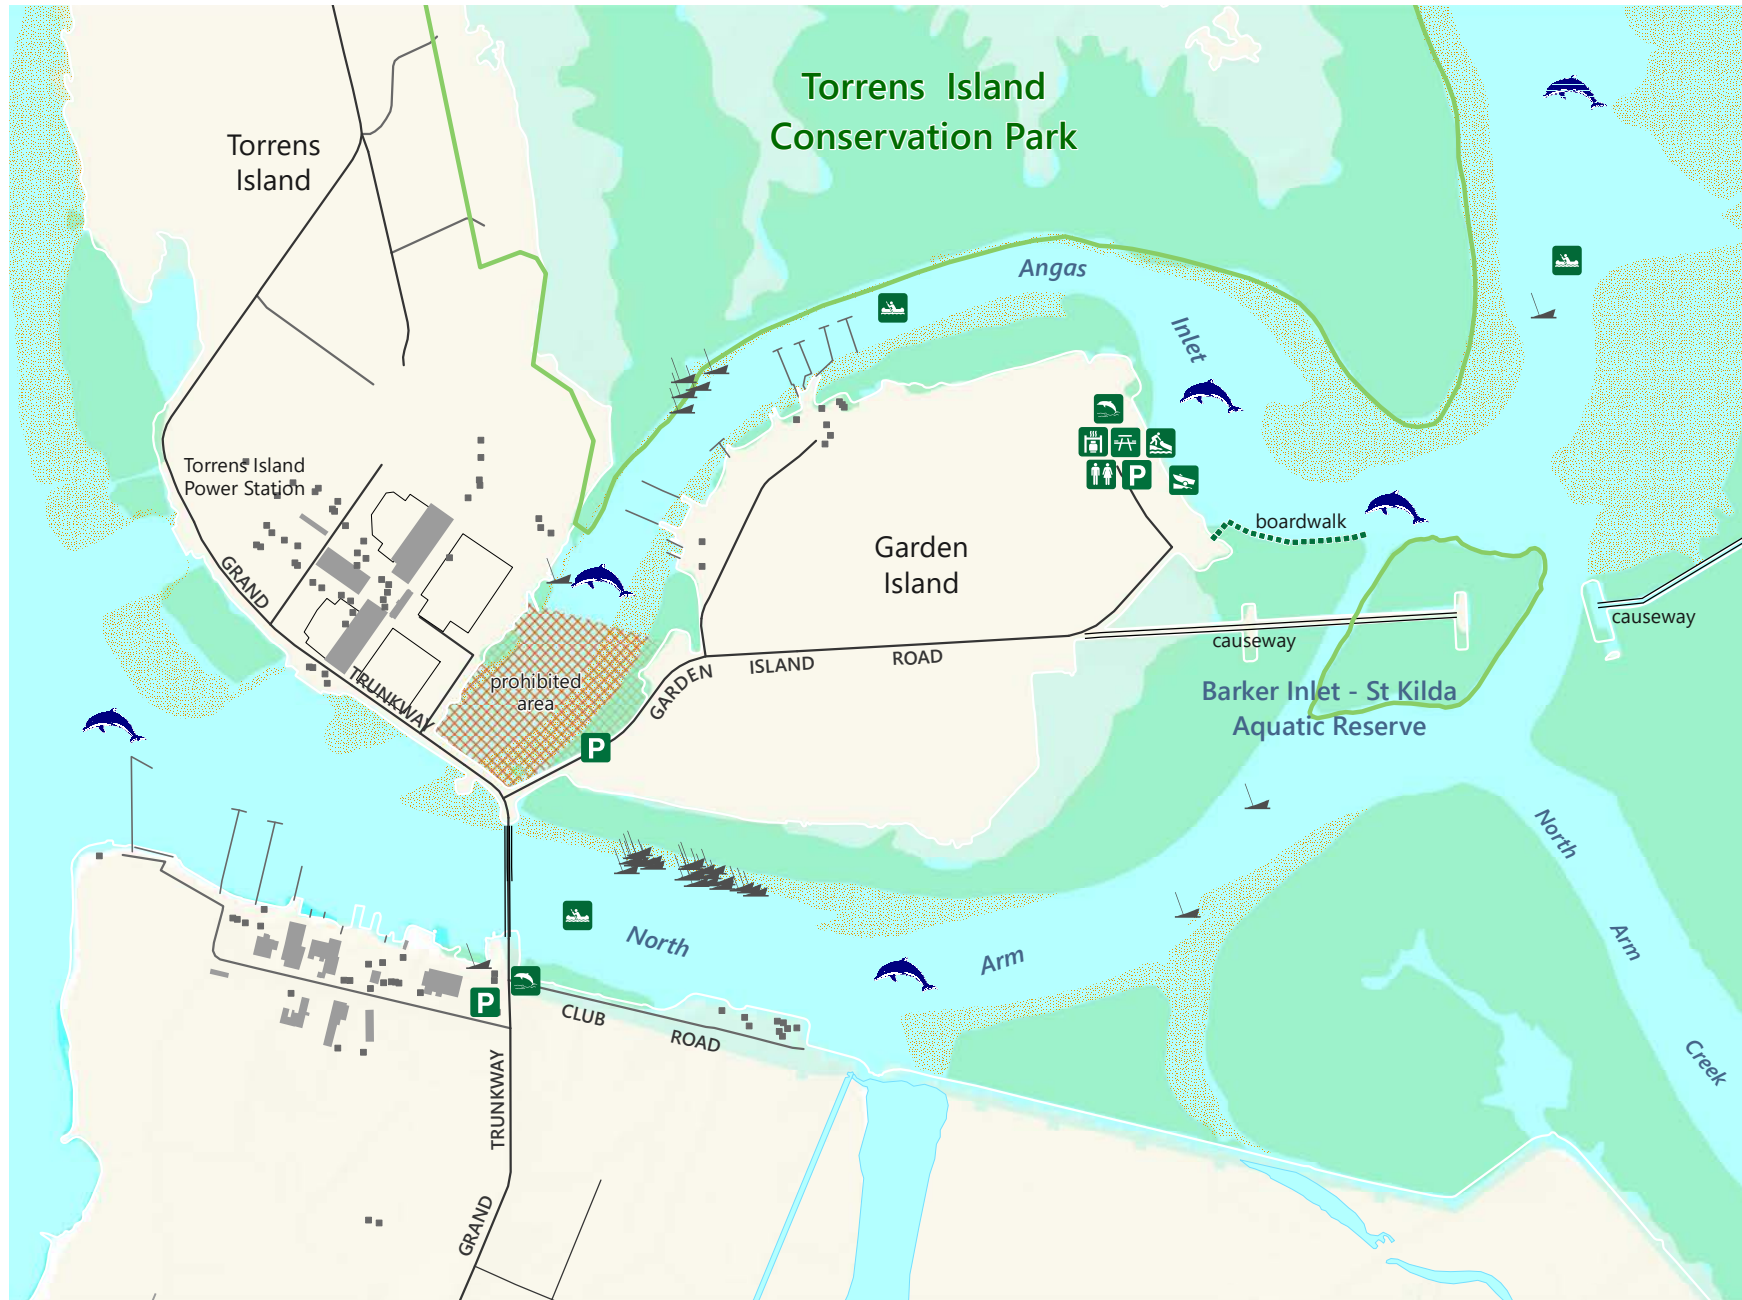 Torrens Island
Conservation Park
Torrens
Island
Angas
Inlet
Torrens Island
Power Station
boardwalk
Garden
Island
GRAND
TRUNKWAY
causeway
causeway
prohibited
area
GARDEN
ISLAND
ROAD
Barker Inlet - St Kilda
Aquatic Reserve
P
P
North
Arm
North
Arm
Creek
P
CLUB
ROAD
TRUNKWAY
GRAND